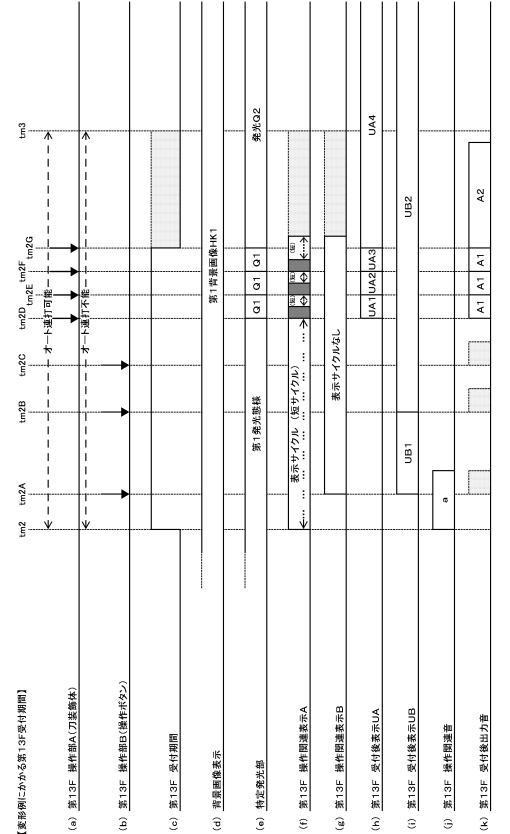 【変形例にかかる第13F受付期間】
tm2 tm2A tm2B tm2C tm2D tm2E tm2F tm2G tm3
(a) 第13F 操作部A(刀装飾体)
オート連打可能
(b) 第13F 操作部B(操作ボタン)
オート連打不能
(c) 第13F 受付期間
(d) 背景画像表示
第1背景画像HK1
(e) 特定発光部
第1発光態様 Q1 Q1 Q1 発光Q2
(f) 第13F 操作関連表示A
表示サイクル(短サイクル)
(g) 第13F 操作関連表示B
表示サイクルなし
(h) 第13F 受付後表示UA
UA1 UA2 UA3 UA4
(i) 第13F 受付後表示UB
UB1 UB2
(j) 第13F 操作関連音
a
(k) 第13F 受付後出力音
A1 A1 A1 A2